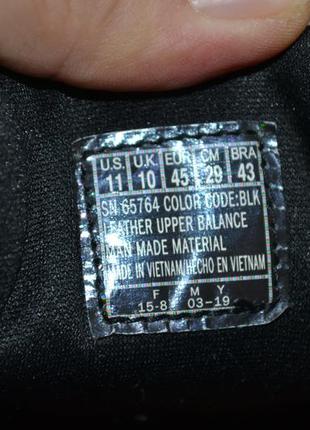 U.S. U.K EUR CM BRA
11 10 45 29 43
SN 65764 COLOR CODE:BLK
LEATHER UPPER BALANCE
MAN MADE MATERIAL
MADE IN VIETNAM/HECHO EN VIETNAM
F M Y
15-8 03-19